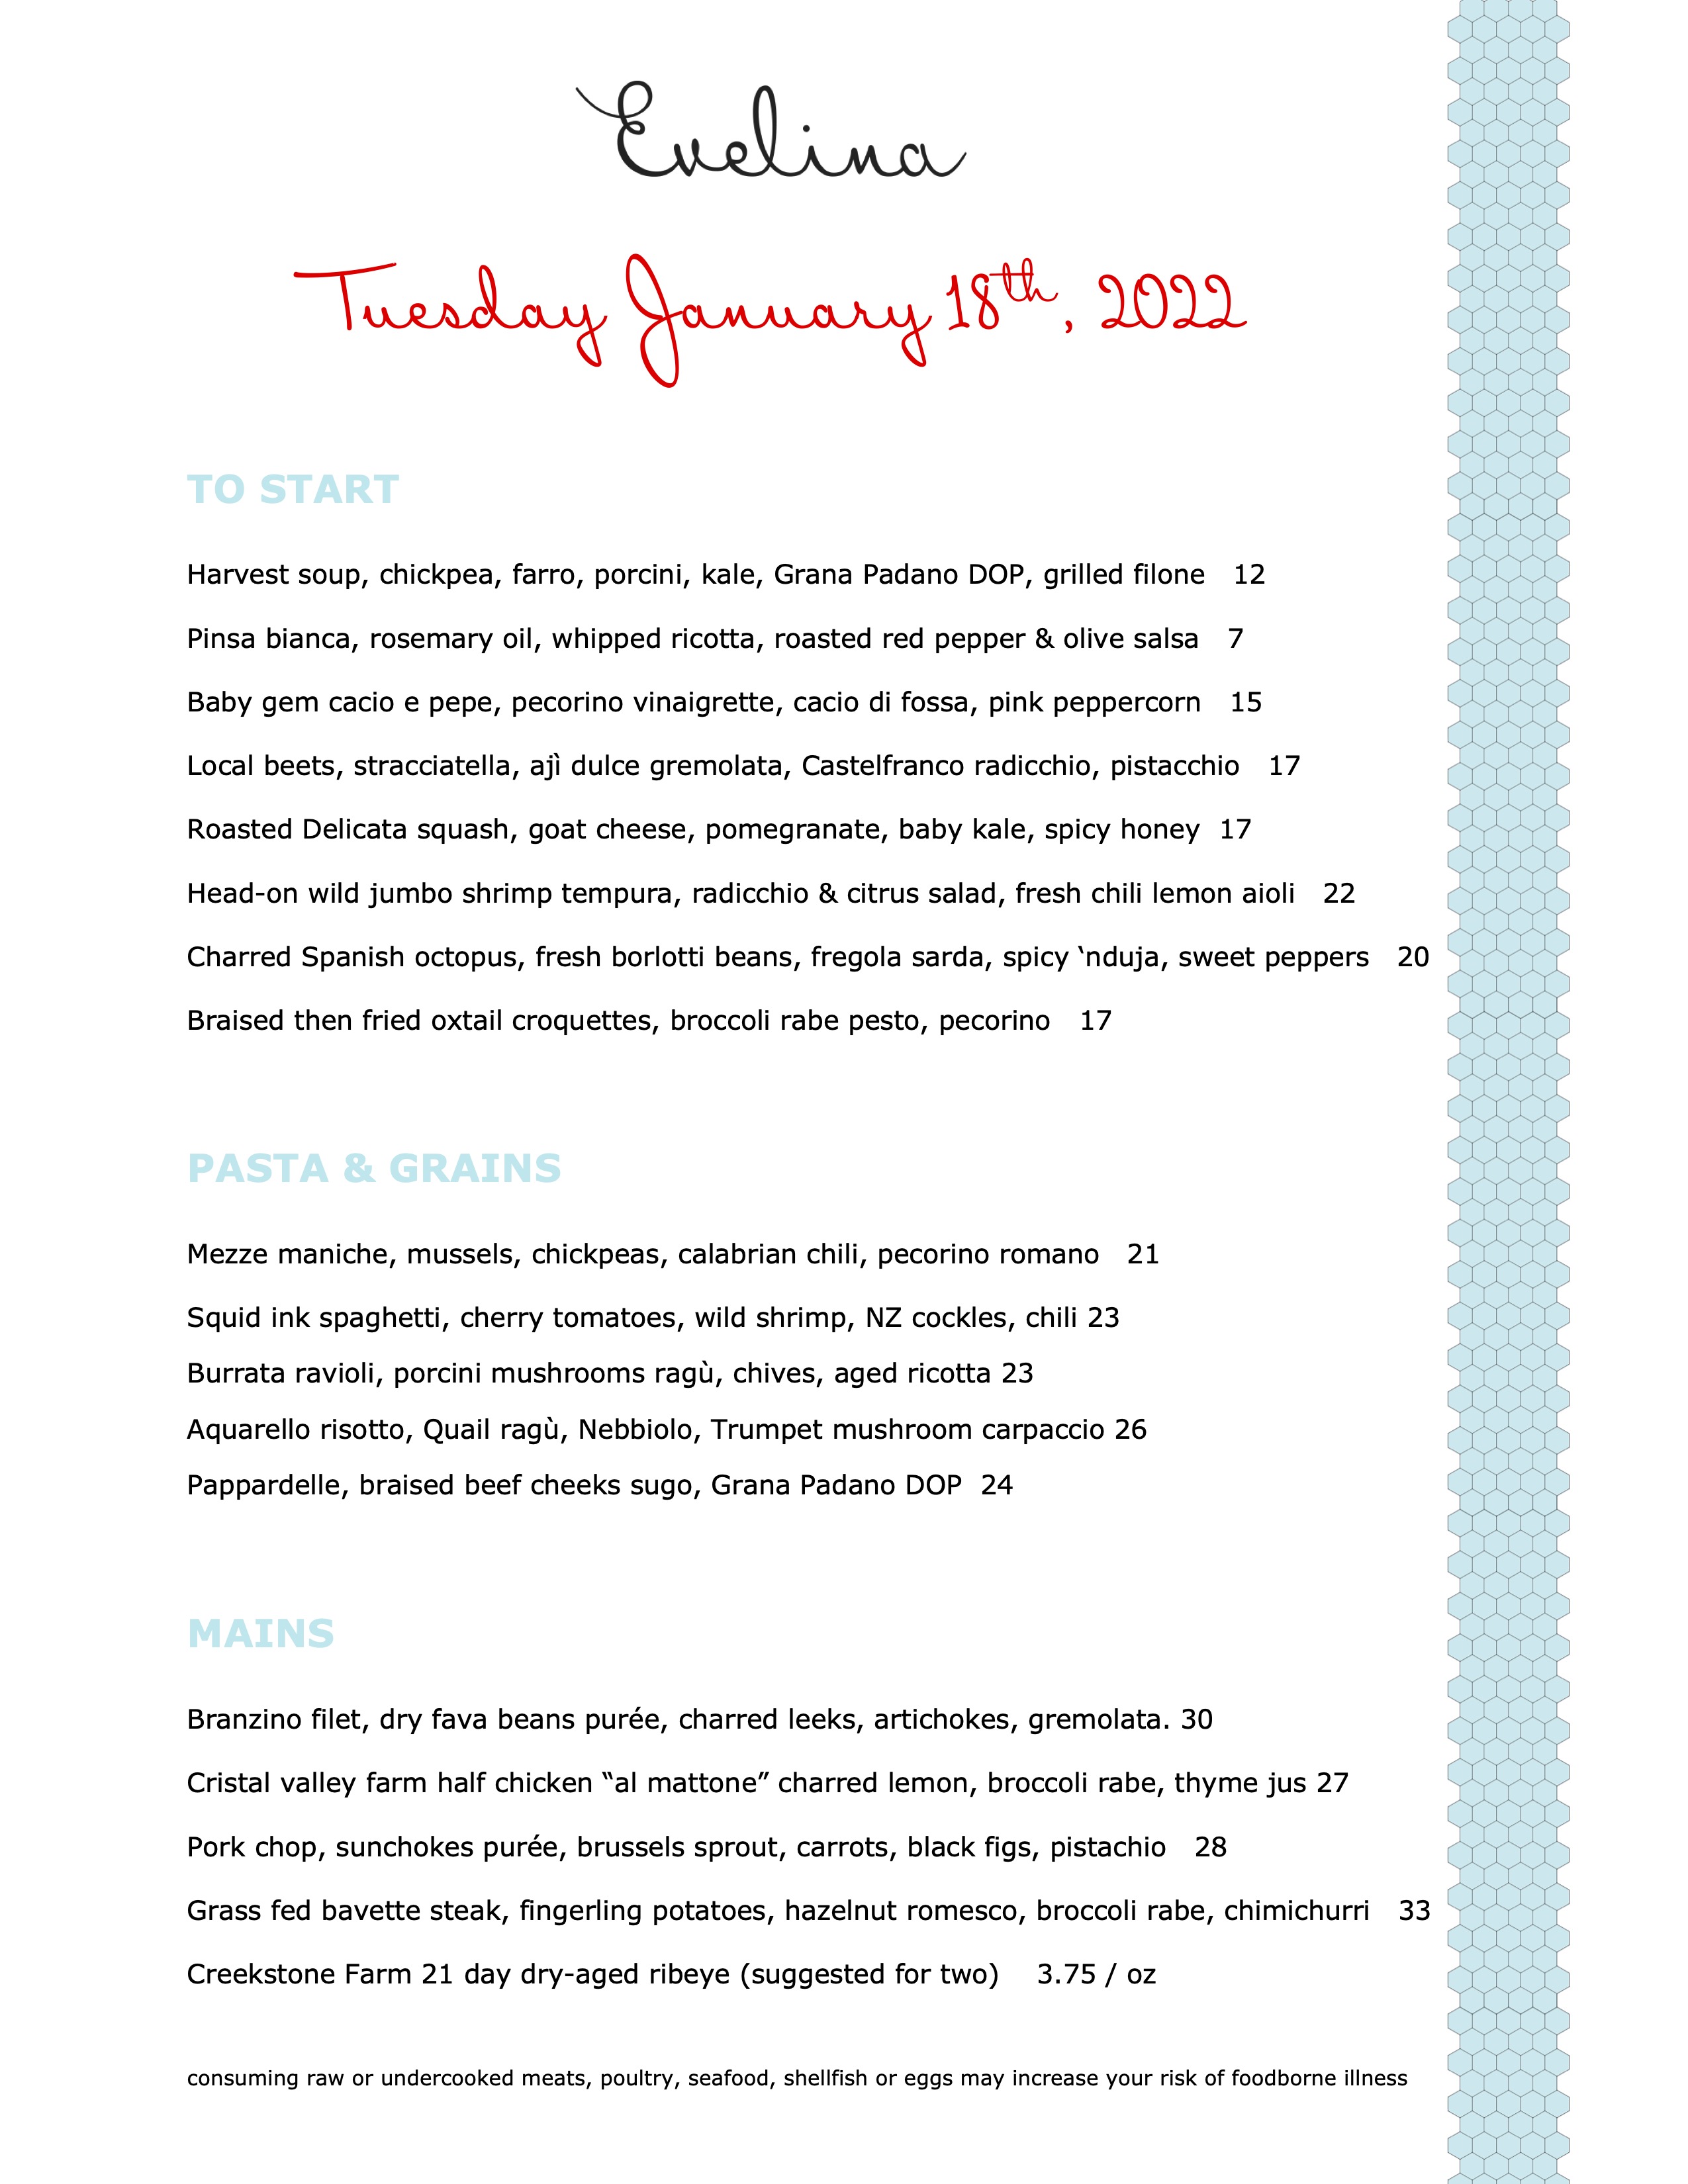 Evelina
Tuesday January 18th, 2022
TO START
Harvest soup, chickpea, farro, porcini, kale, Grana Padano DOP, grilled filone 12
Pinsa bianca, rosemary oil, whipped ricotta, roasted red pepper & olive salsa 7
Baby gem cacio e pepe, pecorino vinaigrette, cacio di fossa, pink peppercorn 15
Local beets, stracciatella, ajì dulce gremolata, Castelfranco radicchio, pistacchio 17
Roasted Delicata squash, goat cheese, pomegranate, baby kale, spicy honey 17
Head-on wild jumbo shrimp tempura, radicchio & citrus salad, fresh chili lemon aioli 22
Charred Spanish octopus, fresh borlotti beans, fregola sarda, spicy ‘nduja, sweet peppers 20
Braised then fried oxtail croquettes, broccoli rabe pesto, pecorino 17
PASTA & GRAINS
Mezze maniche, mussels, chickpeas, calabrian chili, pecorino romano 21
Squid ink spaghetti, cherry tomatoes, wild shrimp, NZ cockles, chili 23
Burrata ravioli, porcini mushrooms ragù, chives, aged ricotta 23
Aquarello risotto, Quail ragù, Nebbiolo, Trumpet mushroom carpaccio 26
Pappardelle, braised beef cheeks sugo, Grana Padano DOP 24
MAINS
Branzino filet, dry fava beans purée, charred leeks, artichokes, gremolata. 30
Cristal valley farm half chicken “al mattone” charred lemon, broccoli rabe, thyme jus 27
Pork chop, sunchokes purée, brussels sprout, carrots, black figs, pistachio 28
Grass fed bavette steak, fingerling potatoes, hazelnut romesco, broccoli rabe, chimichurri 33
Creekstone Farm 21 day dry-aged ribeye (suggested for two) 3.75 / oz
consuming raw or undercooked meats, poultry, seafood, shellfish or eggs may increase your risk of foodborne illness